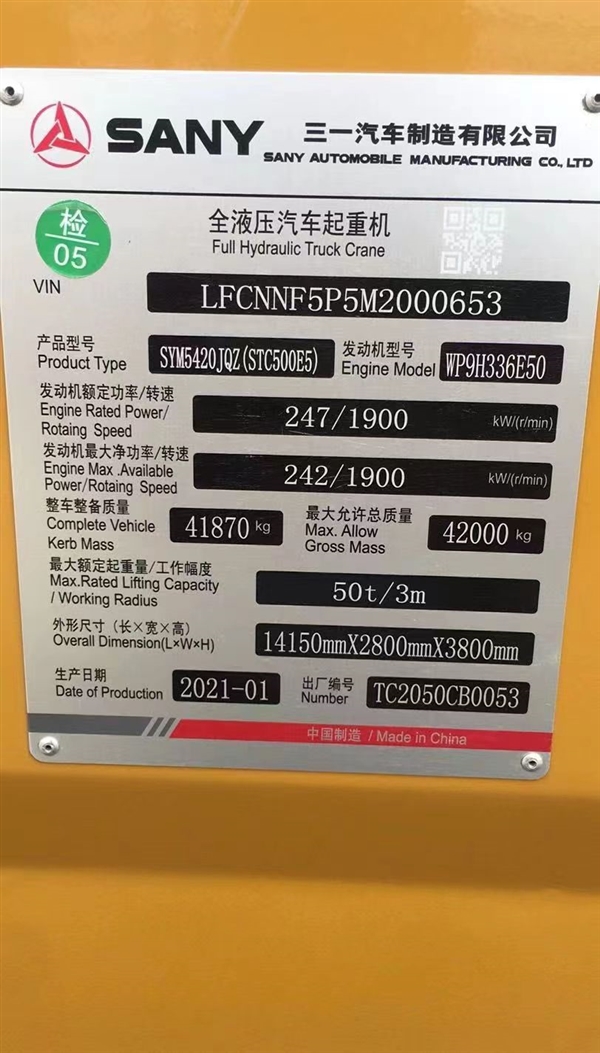 SANY 三一汽车制造有限公司
SANY AUTOMOBILE MANUFACTURING CO., LTD
检
05
全液压汽车起重机
Full Hydraulic Truck Crane
VIN LFCNNF5P5M2000653
产品型号
Product Type SYM5420JQZ(STC500E5)
发动机型号
Engine Model WP9H336E50
发动机额定功率/转速
Engine Rated Power/
Rotaing Speed 247/1900 kW/(r/min)
发动机最大净功率/转速
Engine Max .Available
Power/Rotaing Speed 242/1900 kW/(r/min)
整车整备质量
Complete Vehicle
Kerb Mass 41870 kg
最大允许总质量
Max. Allow
Gross Mass 42000 kg
最大额定起重量/工作幅度
Max.Rated Lifting Capacity
/ Working Radius 50t/3m
外形尺寸（长×宽×高）
Overall Dimension(L×W×H) 14150mmX2800mmX3800mm
生产日期
Date of Production 2021-01
出厂编号
Number TC2050CB0053
中国制造 / Made in China